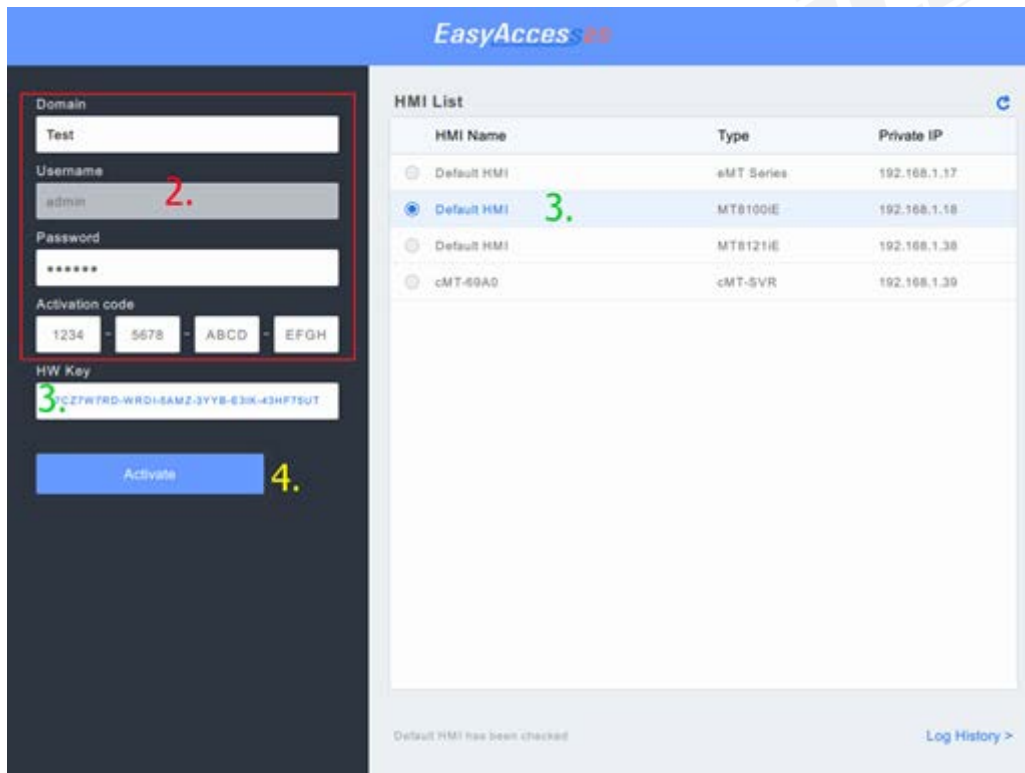 EasyAccess 2.0
Domain
Test
Username
admin
2.
Password
******
Activation code
1234 - 5678 - ABCD - EFGH
HW Key
3.
Activate
4.
HMI List
HMI Name Type Private IP
Default HMI eMT Series 192.168.1.17
Default HMI 3. MT8100iE 192.168.1.18
Default HMI MT8121iE 192.168.1.38
cMT-69A0 cMT-SVR 192.168.1.39
Default HMI has been checked
Log History >